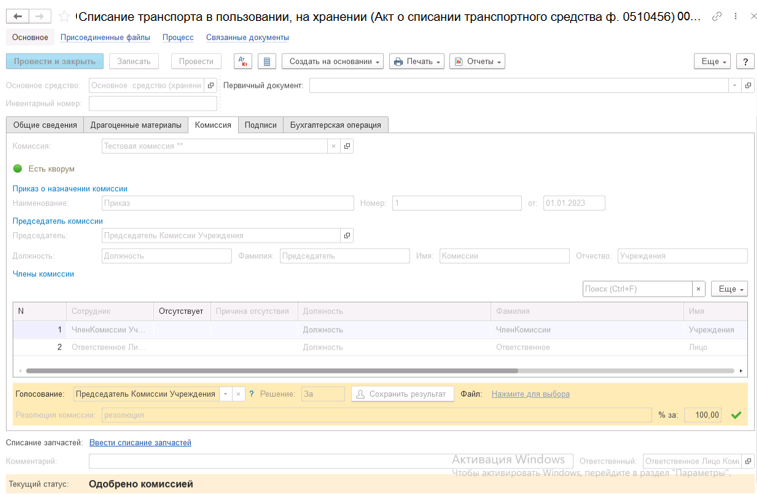 Списание транспорта в пользовании, на хранении (Акт о списании транспортного средства ф. 0510456) 00...
Основное Присоединенные файлы Процесс Связанные документы
Провести и закрыть Записать Провести Дт Кт Создать на основании Печать Отчеты Еще ?
Основное средство: Основное средство (хранени Первичный документ:
Инвентарный номер:
Общие сведения Драгоценные материалы Комиссия Подписи Бухгалтерская операция
Комиссия: Тестовая комиссия ** ×
Есть кворум
Приказ о назначении комиссии
Наименование: Приказ Номер: 1 от: 01.01.2023
Председатель комиссии
Председатель: Председатель Комиссии Учреждения
Должность: Должность Фамилия: Председатель Имя: Комиссии Отчество: Учреждения
Члены комиссии
Поиск (Ctrl+F) × Еще
N Сотрудник Отсутствует Причина отсутствия Должность Фамилия Имя
1 ЧленКомиссии Уч... Должность ЧленКомиссии Учреждения
2 Ответственное Ли... Должность Ответственное Лицо
Голосование: Председатель Комиссии Учреждения × ? Решение: За Сохранить результат Файл: Нажмите для выбора
Резолюция комиссии: резолюция % за: 100,00
Списание запчастей: Ввести списание запчастей
Комментарий: Ответственный: Ответственное Лицо Коми
Активация Windows
Чтобы активировать Windows, перейдите в раздел "Параметры".
Текущий статус: Одобрено комиссией